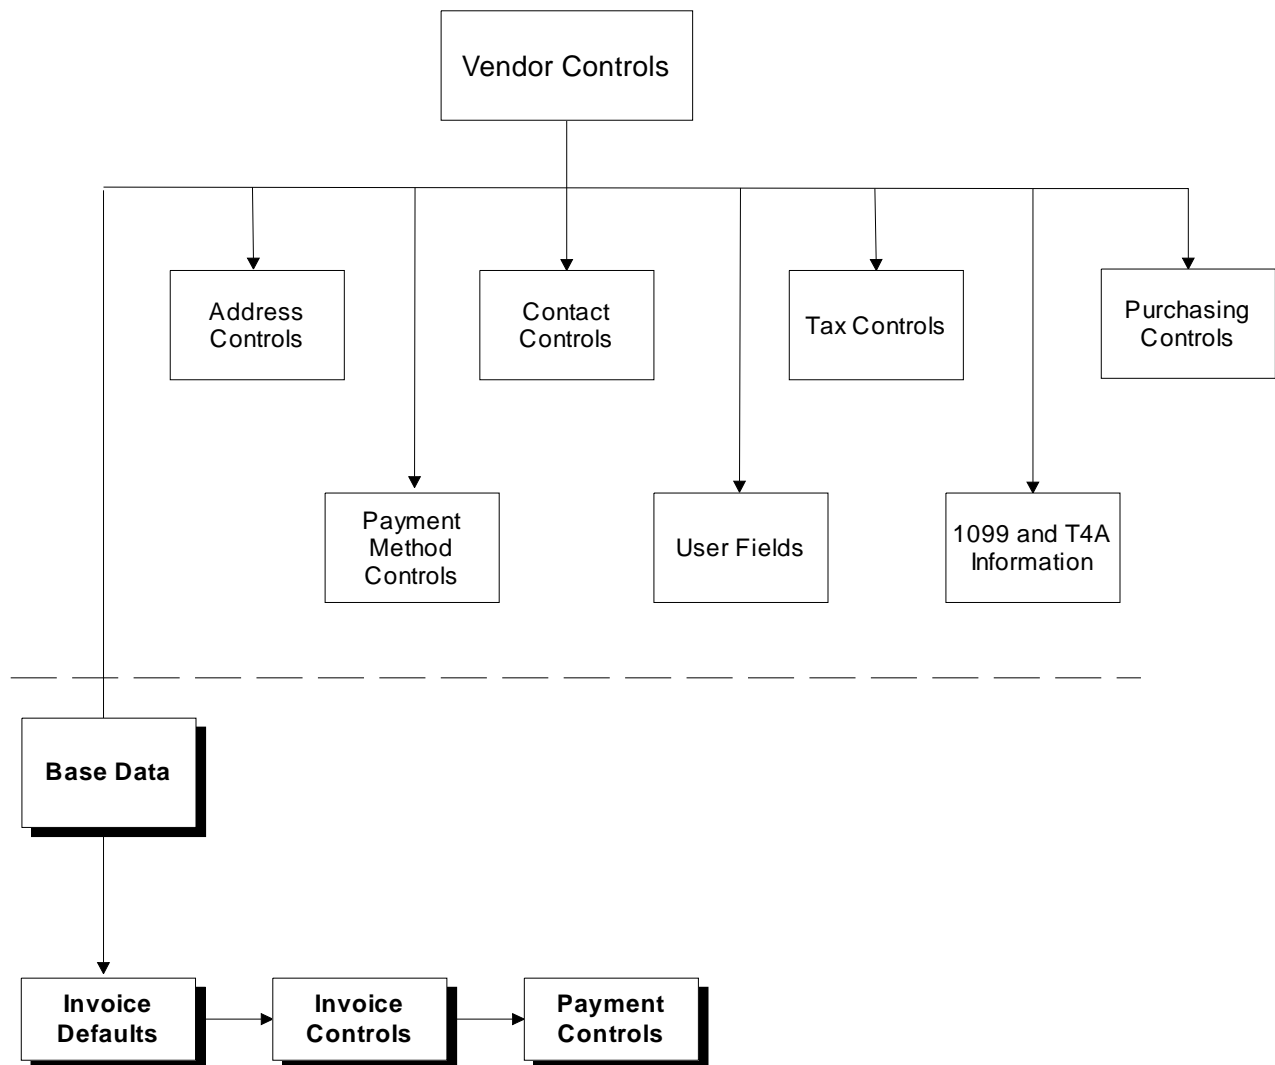 Vendor Controls
Address
Controls
Contact
Controls
Tax Controls
Purchasing
Controls
Payment
Method
Controls
User Fields
1099 and T4A
Information
Base Data
Invoice
Defaults
Invoice
Controls
Payment
Controls